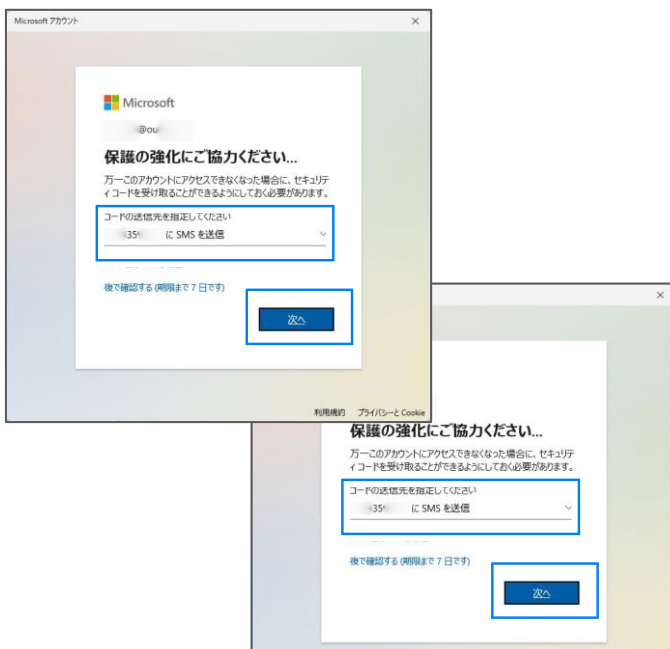 Microsoft アカウント
Microsoft
@ou
保護の強化にご協力ください...
万一このアカウントにアクセスできなくなった場合に、セキュリテ
ィコードを受け取ることができるようにしておく必要があります。
コードの送信先を指定してください
35 に SMS を送信
後で確認する (期限まで 7 日です)
次へ
利用規約 プライバシーと Cookie
保護の強化にご協力ください...
万一このアカウントにアクセスできなくなった場合に、セキュリテ
ィコードを受け取ることができるようにしておく必要があります。
コードの送信先を指定してください
35 に SMS を送信
後で確認する (期限まで 7 日です)
次へ